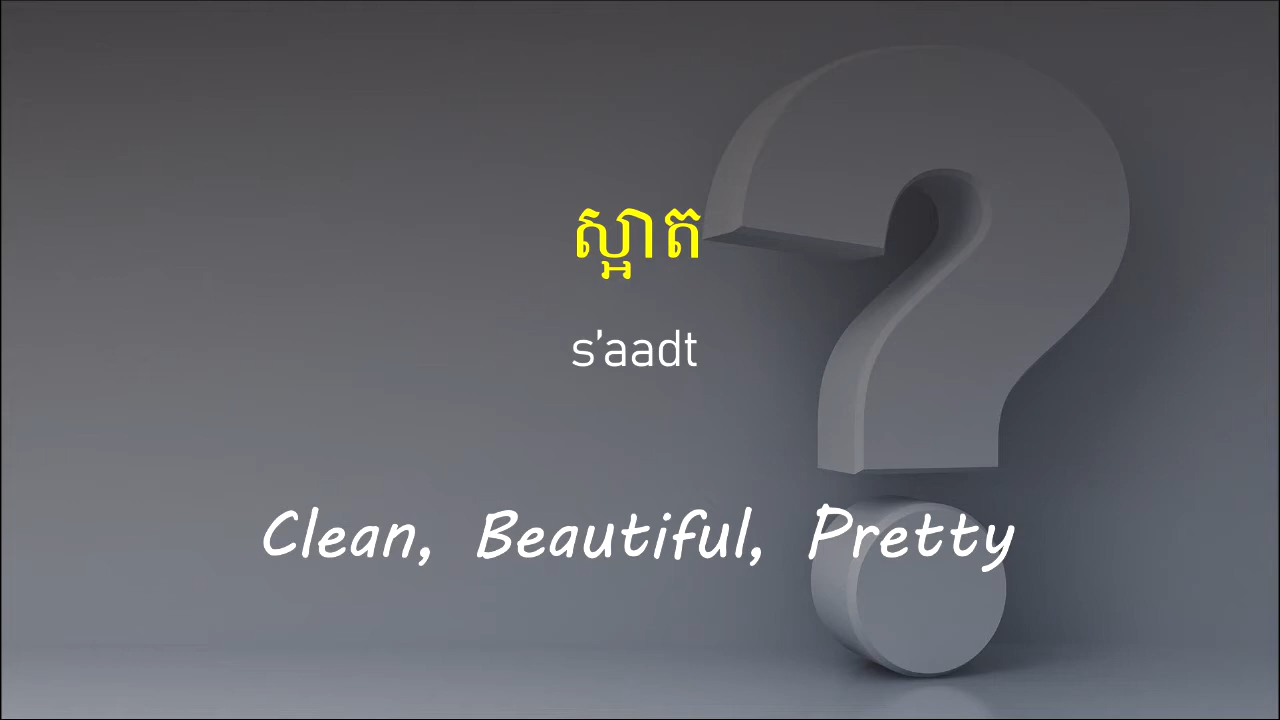 ស្អាត
s'aadt
Clean, Beautiful, Pretty